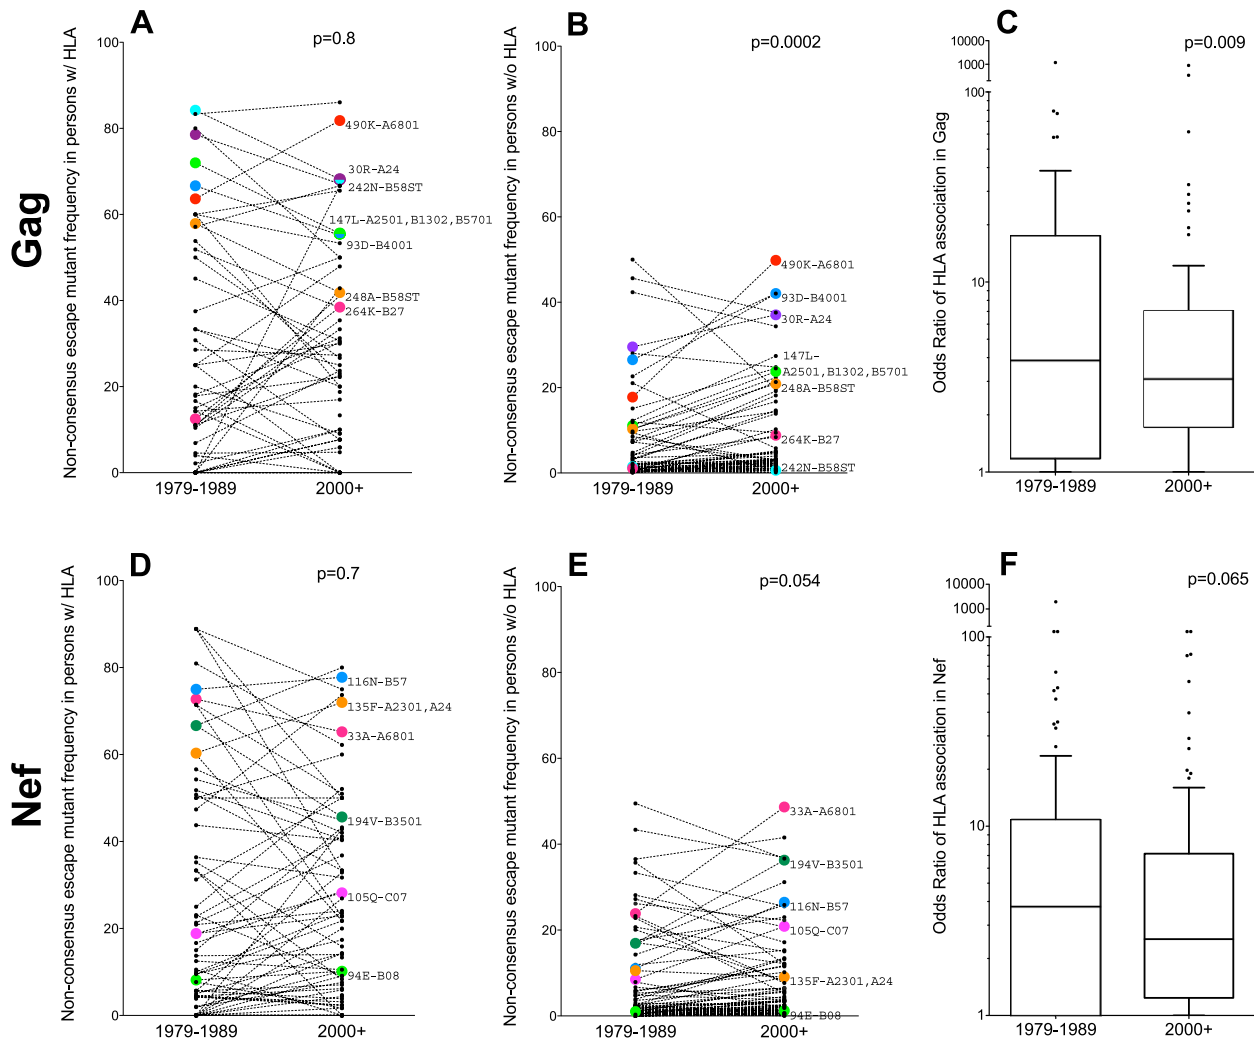 Gag
A
p=0.8
Non-consensus escape mutant frequency in persons w/ HLA
100
80
60
40
20
0
490K-A6801
30R-A24
242N-B58ST
147L-A2501,B1302,B5701
93D-B4001
248A-B58ST
264K-B27
1979-1989
2000+
B
p=0.0002
Non-consensus escape mutant frequency in persons w/o HLA
100
80
60
40
20
0
490K-A6801
93D-B4001
30R-A24
147L-
A2501,B1302,B5701
248A-B58ST
264K-B27
242N-B58ST
1979-1989
2000+
C
p=0.009
Odds Ratio of HLA association in Gag
10000
1000
100
10
1
1979-1989
2000+
Nef
D
p=0.7
Non-consensus escape mutant frequency in persons w/ HLA
100
80
60
40
20
0
116N-B57
135F-A2301,A24
33A-A6801
194V-B3501
105Q-C07
94E-B08
1979-1989
2000+
E
p=0.054
Non-consensus escape mutant frequency in persons w/o HLA
100
80
60
40
20
0
33A-A6801
194V-B3501
116N-B57
105Q-C07
135F-A2301,A24
94E-B08
1979-1989
2000+
F
p=0.065
Odds Ratio of HLA association in Nef
10000
1000
100
10
1
1979-1989
2000+